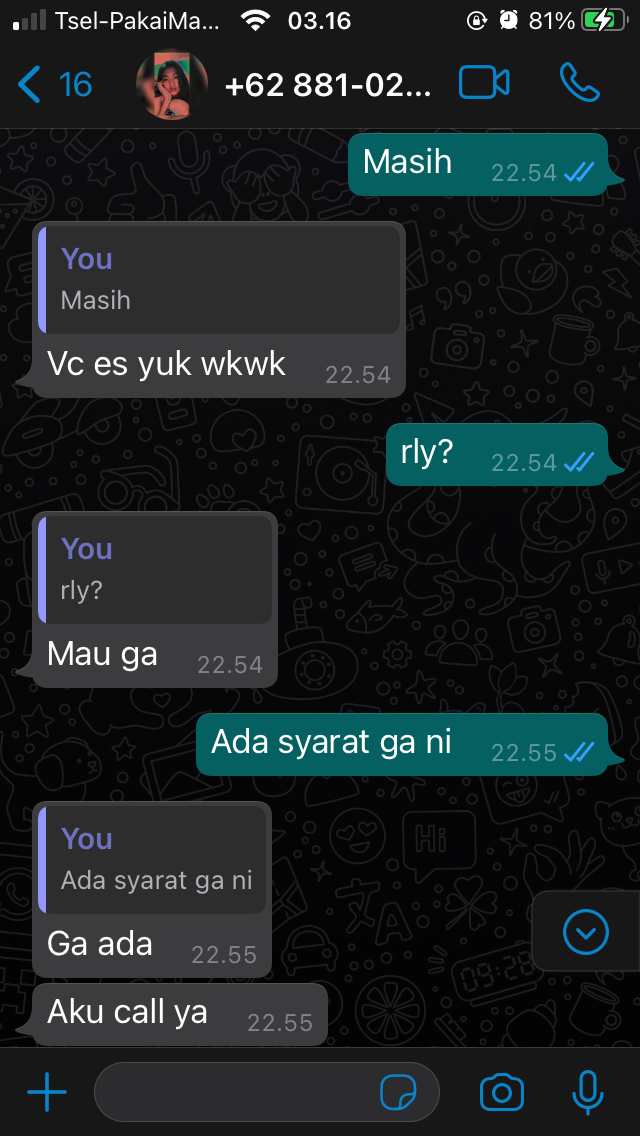 Tsel-PakaiMa... 03.16 81%
16 +62 881-02...
Masih 22.54
You
Masih
Vc es yuk wkwk 22.54
rly? 22.54
You
rly?
Mau ga 22.54
Ada syarat ga ni 22.55
You
Ada syarat ga ni
Ga ada 22.55
Aku call ya 22.55